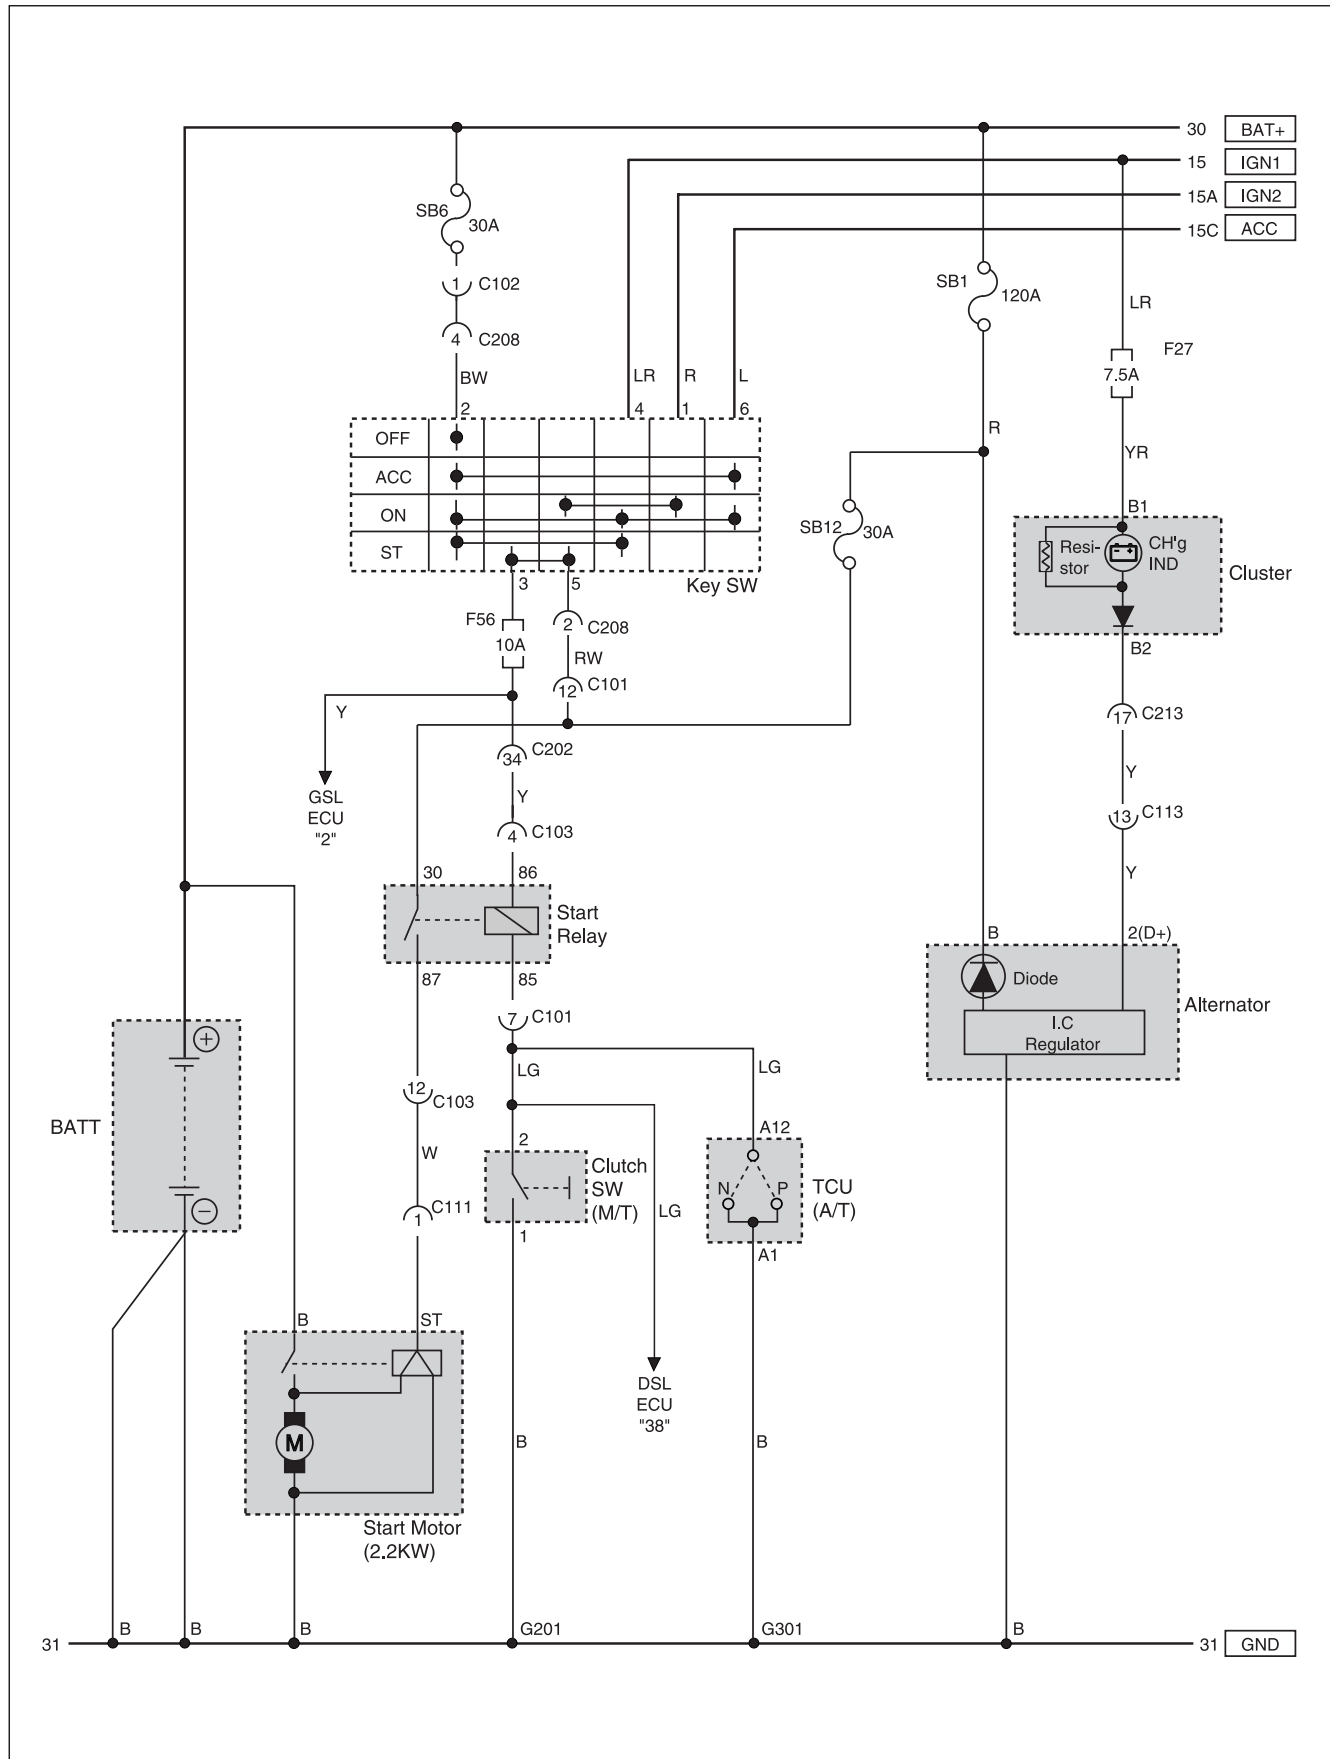 30 BAT+
15 IGN1
15A IGN2
15C ACC
SB6
30A
1 C102
4 C208
BW
2
LR
4
R
1
L
6
SB1
120A
LR
F27
7.5A
R
YR
OFF
ACC
ON
ST
Key SW
SB12
30A
B1
Resi-
stor
CH'g
IND
Cluster
B2
3
5
F56
10A
2 C208
RW
12 C101
Y
GSL
ECU
"2"
34 C202
Y
4 C103
17 C213
Y
13 C113
Y
30
86
Start
Relay
87
85
7 C101
LG
LG
B
2(D+)
Diode
I.C
Regulator
Alternator
+
BATT
−
12
C103
W
C111
1
2
Clutch
SW
(M/T)
1
LG
A12
N
P
TCU
(A/T)
A1
B
ST
M
Start Motor
(2.2KW)
DSL
ECU
"38"
B
B
31
B
B
B
G201
G301
B
31 GND